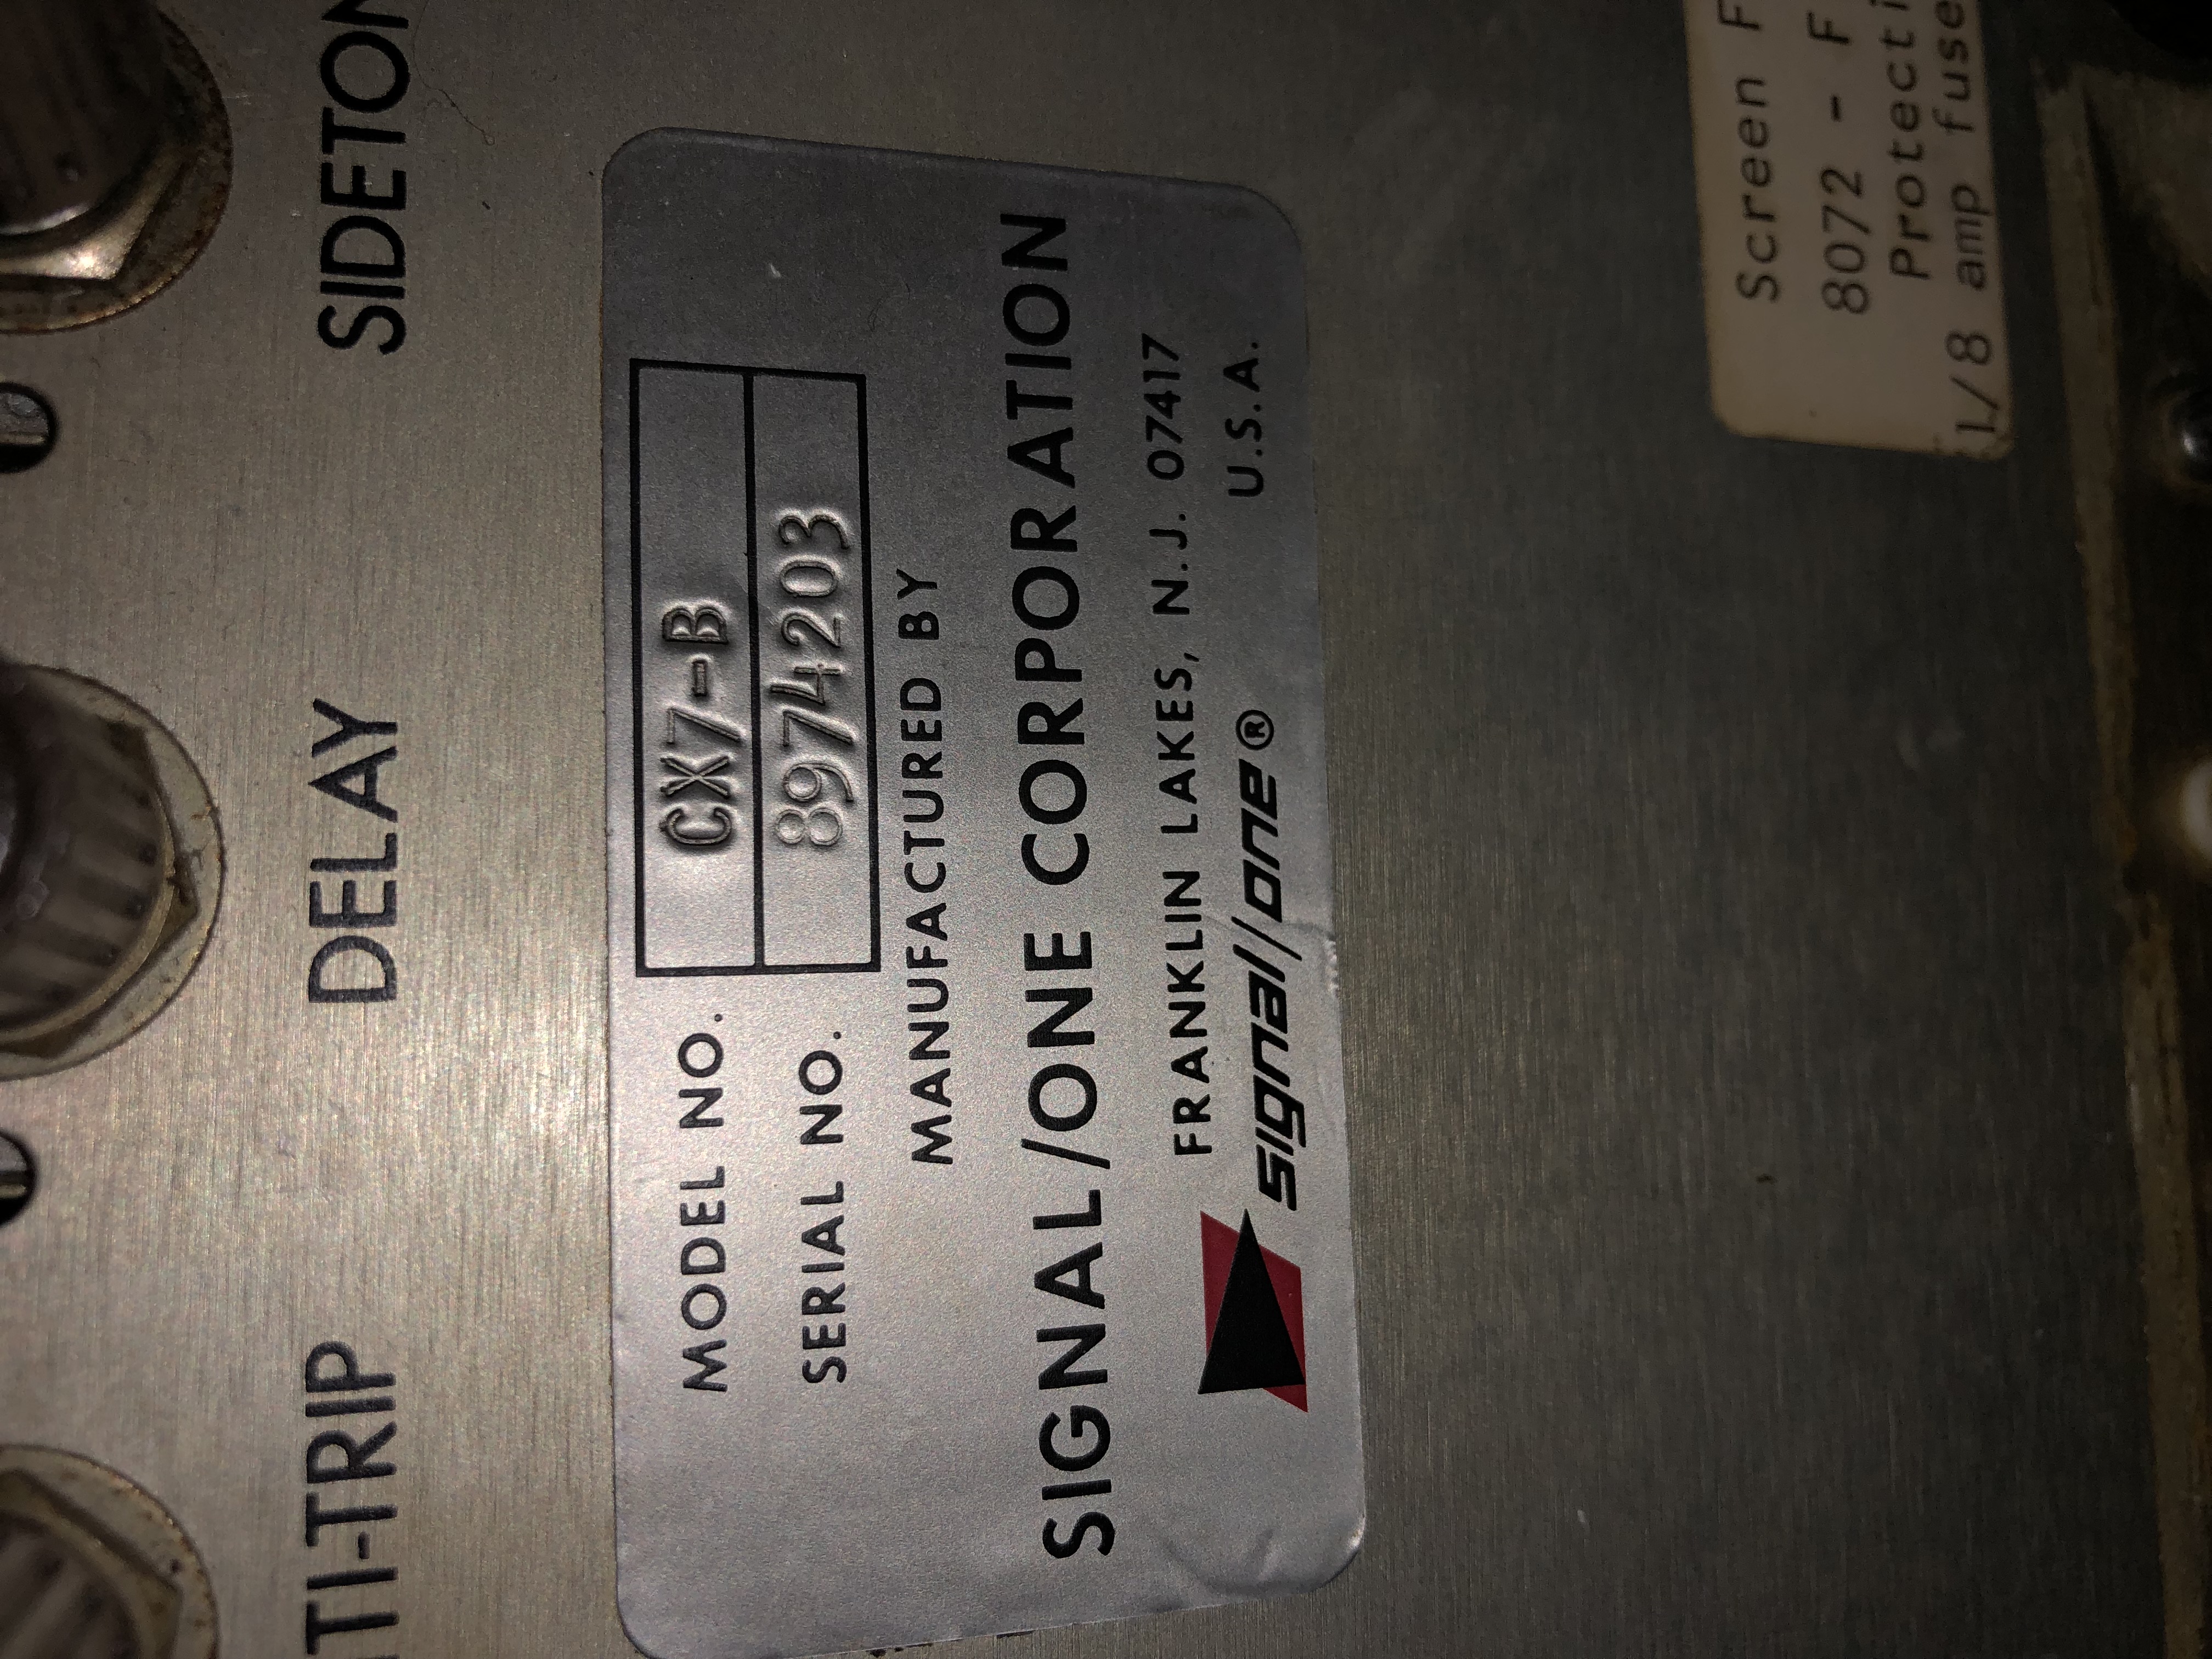 TI-TRIP
DELAY
SIDETON
MODEL NO. CX7-B
SERIAL NO. 8974203
MANUFACTURED BY
SIGNAL/ONE CORPORATION
FRANKLIN LAKES, N.J. 07417
U.S.A.
signal/one®
Screen F
8072 - F
Protecti
1/8 amp fuse